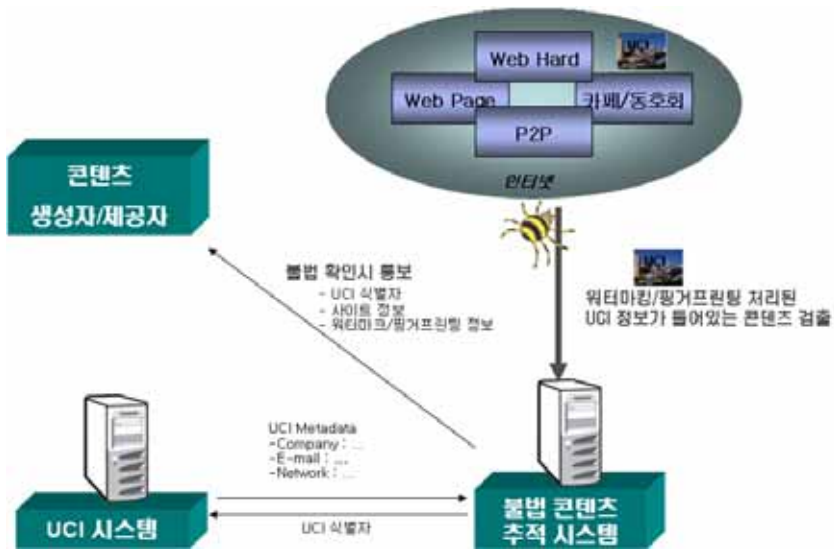 Web Hard
UCI
Web Page
카페/동호회
P2P
인터넷
콘텐츠
생성자/제공자
불법 확인시 통보
- UCI 식별자
- 사이트 정보
- 워터마크/핑거프린팅 정보
UCI
워터마킹/핑거프린팅 처리된
UCI 정보가 들어있는 콘텐츠 검출
UCI Metadata
-Company : ...
-E-mail : ...
-Network : ...
UCI 시스템
UCI 식별자
불법 콘텐츠
추적 시스템